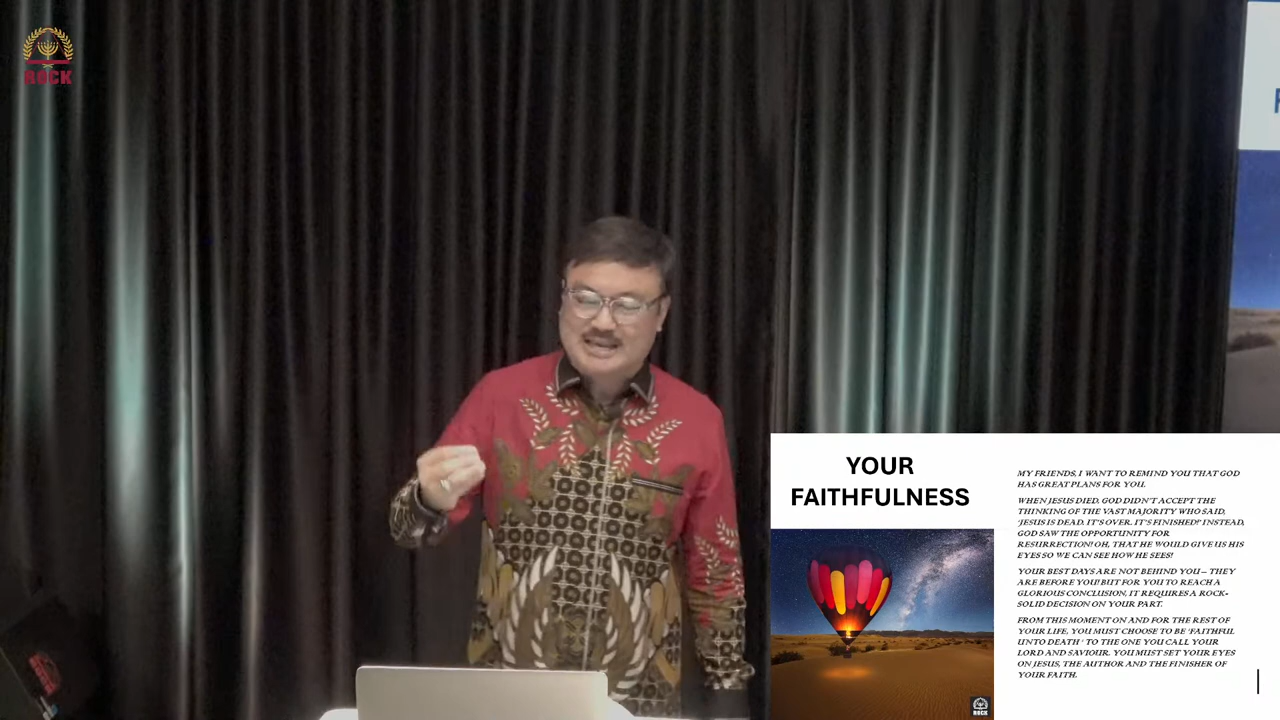 ROCK
YOUR
FAITHFULNESS
MY FRIENDS, I WANT TO REMIND YOU THAT GOD
HAS GREAT PLANS FOR YOU.
WHEN JESUS DIED, GOD DIDN'T ACCEPT THE
THINKING OF THE VAST MAJORITY WHO SAID,
'JESUS IS DEAD. IT'S OVER. IT'S FINISHED!' INSTEAD,
GOD SAW THE OPPORTUNITY FOR
RESURRECTION! OH, THAT HE WOULD GIVE US HIS
EYES SO WE CAN SEE HOW HE SEES!
YOUR BEST DAYS ARE NOT BEHIND YOU – THEY
ARE BEFORE YOU! BUT FOR YOU TO REACH A
GLORIOUS CONCLUSION, IT REQUIRES A ROCK-
SOLID DECISION ON YOUR PART.
FROM THIS MOMENT ON AND FOR THE REST OF
YOUR LIFE, YOU MUST CHOOSE TO BE 'FAITHFUL
UNTO DEATH' TO THE ONE YOU CALL YOUR
LORD AND SAVIOUR. YOU MUST SET YOUR EYES
ON JESUS, THE AUTHOR AND THE FINISHER OF
YOUR FAITH.
ROCK